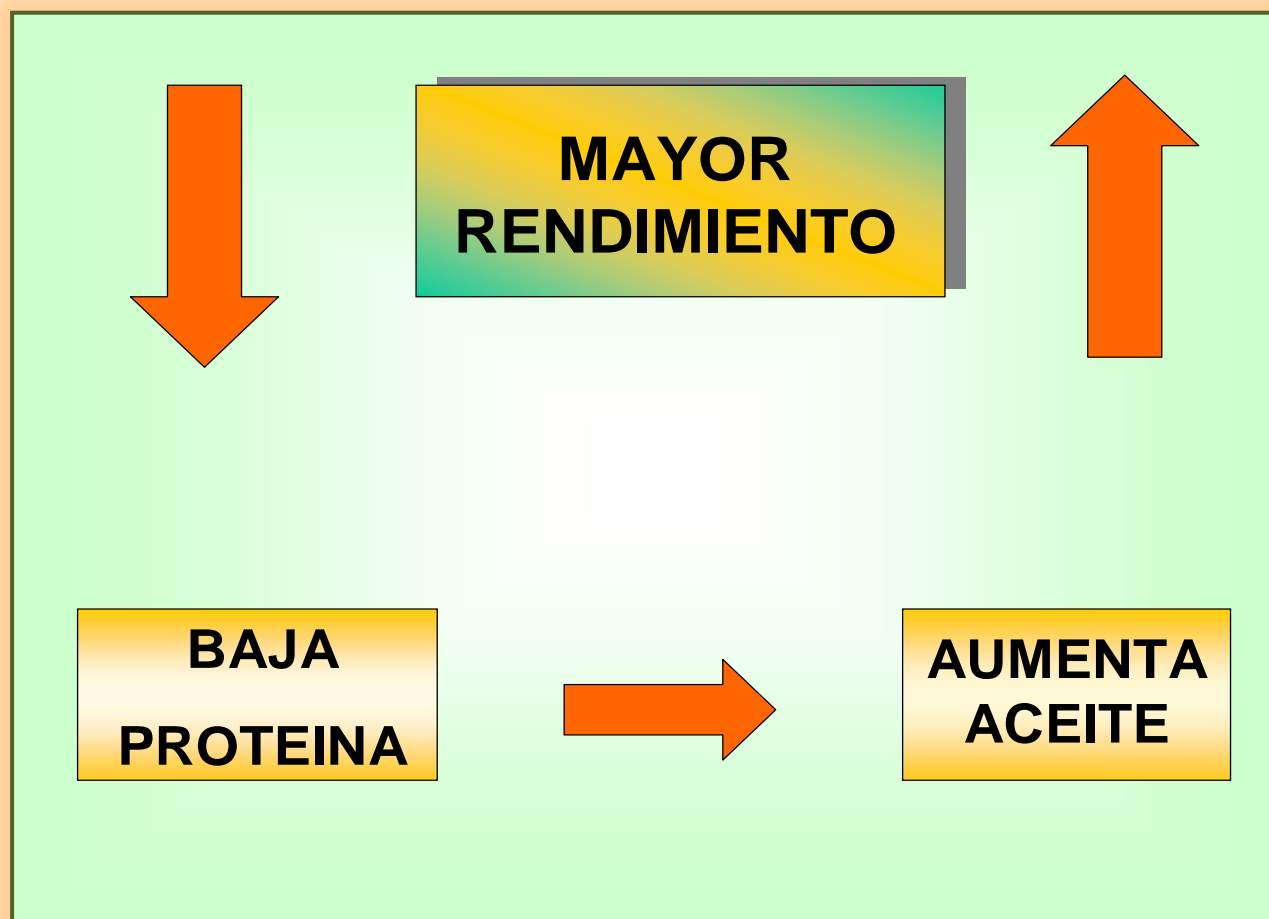 MAYOR
RENDIMIENTO
BAJA
PROTEINA
AUMENTA
ACEITE